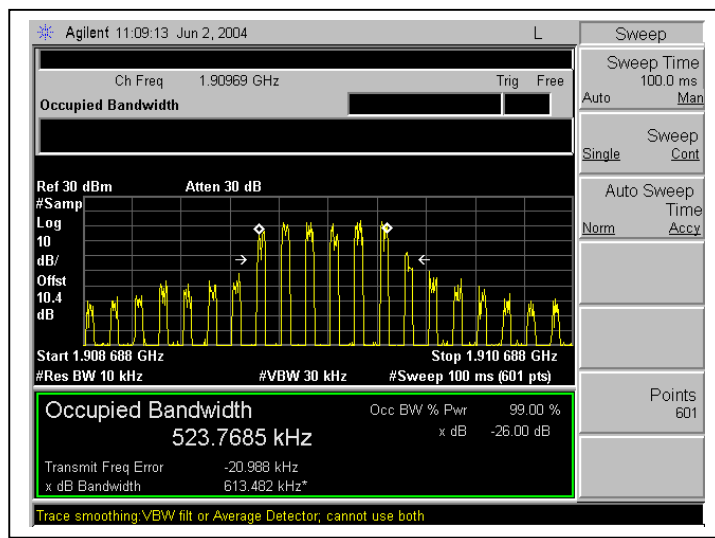 Agilent 11:09:13 Jun 2, 2004 L
Sweep
Ch Freq 1.90969 GHz Trig Free
Occupied Bandwidth
Sweep Time
100.0 ms
Auto Man
Sweep
Single Cont
Auto Sweep
Time
Norm Accy
Points
601
Ref 30 dBm Atten 30 dB
#Samp
Log
10
dB/
Offst
10.4
dB
Start 1.908 688 GHz Stop 1.910 688 GHz
#Res BW 10 kHz #VBW 30 kHz #Sweep 100 ms (601 pts)
Occupied Bandwidth Occ BW % Pwr 99.00 %
523.7685 kHz x dB -26.00 dB
Transmit Freq Error -20.988 kHz
x dB Bandwidth 613.482 kHz*
Trace smoothing:VBW filt or Average Detector; cannot use both